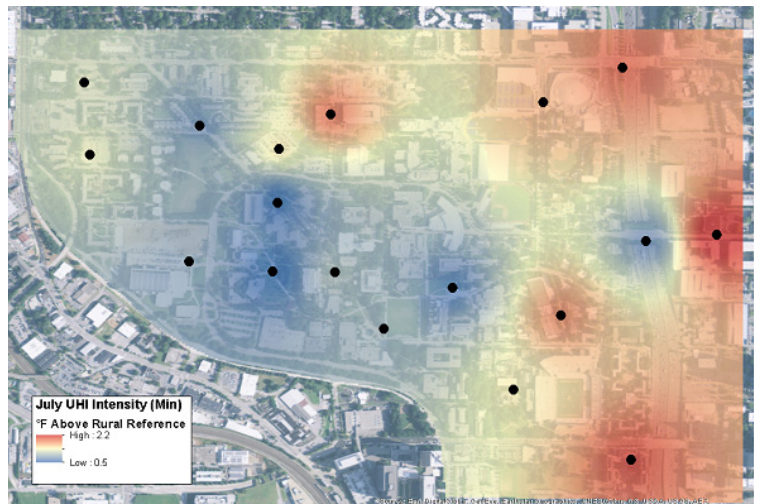 July UHI Intensity (Min)
°F Above Rural Reference
High : 2.2
Low : 0.5